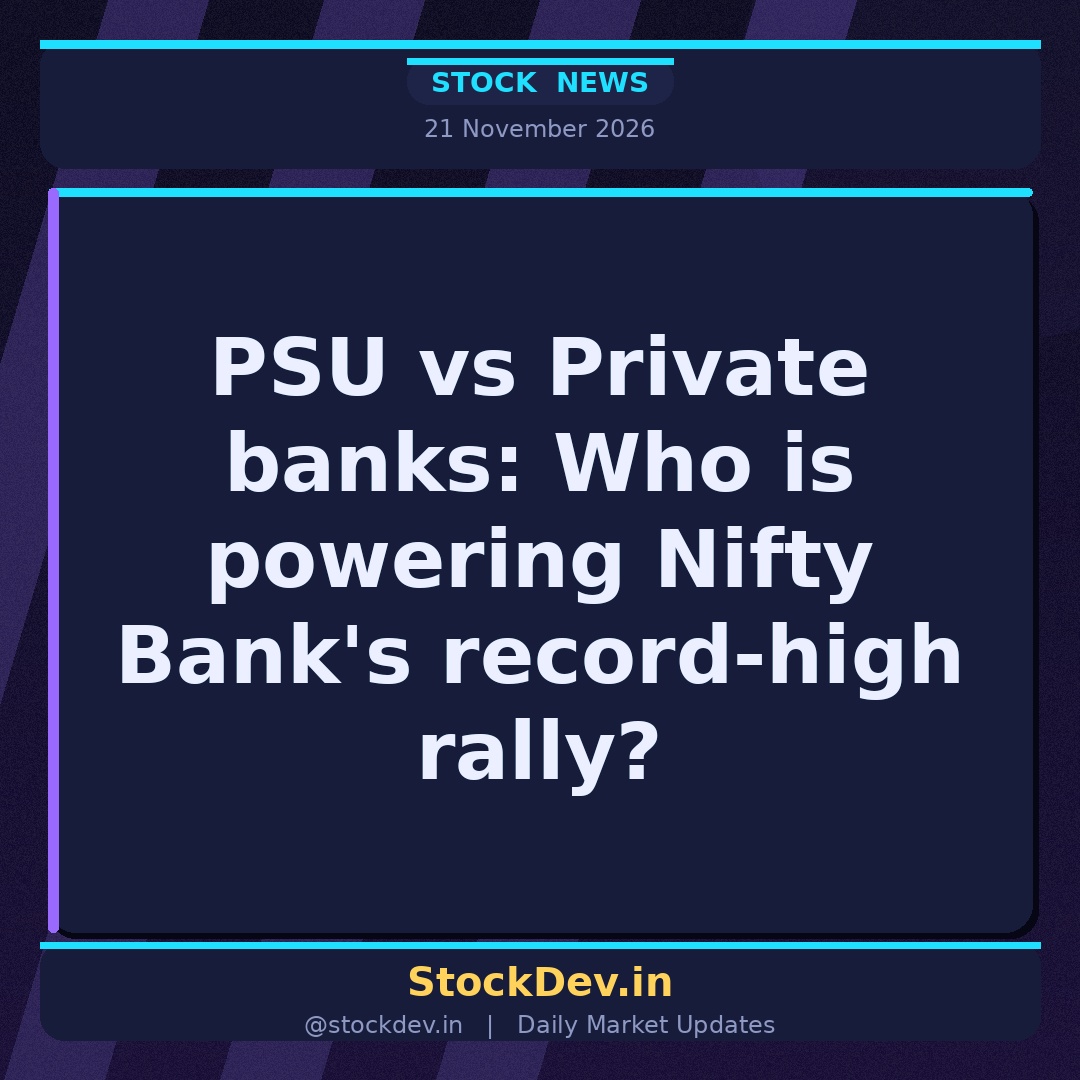 STOCK NEWS
21 November 2026
PSU vs Private
banks: Who is
powering Nifty
Bank's record-high
rally?
StockDev.in
@stockdev.in | Daily Market Updates